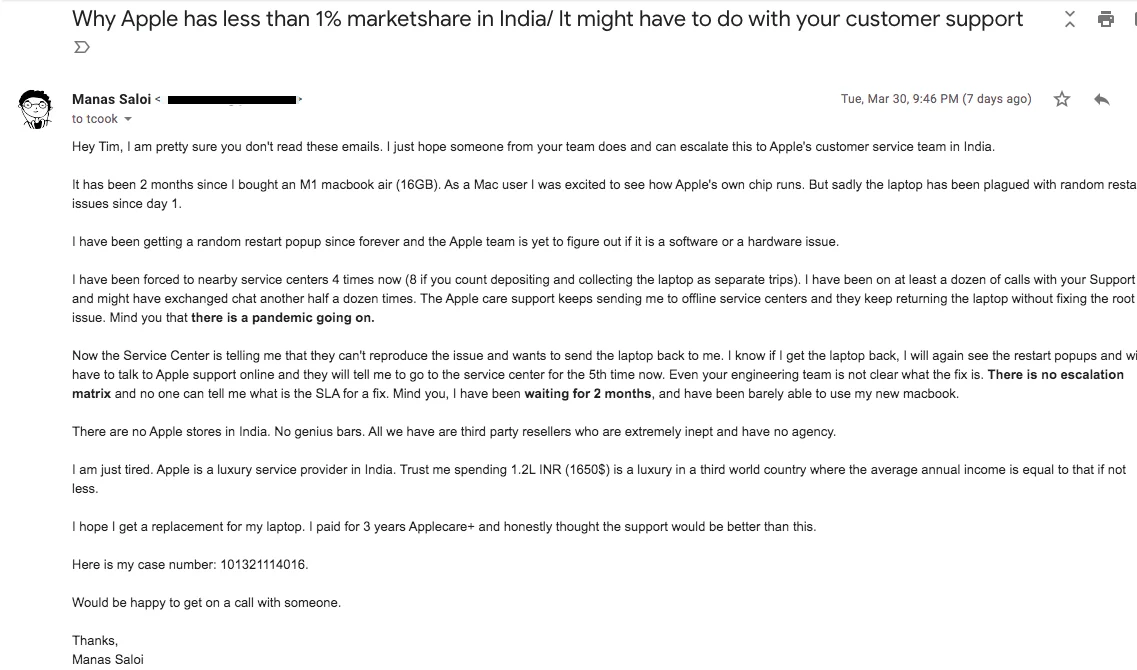 Why Apple has less than 1% marketshare in India/ It might have to do with your customer support
Manas Saloi <
>
Tue, Mar 30, 9:46 PM (7 days ago)
to tcook
Hey Tim, I am pretty sure you don't read these emails. I just hope someone from your team does and can escalate this to Apple's customer service team in India.
It has been 2 months since I bought an M1 macbook air (16GB). As a Mac user I was excited to see how Apple's own chip runs. But sadly the laptop has been plagued with random resta
issues since day 1.
I have been getting a random restart popup since forever and the Apple team is yet to figure out if it is a software or a hardware issue.
I have been forced to nearby service centers 4 times now (8 if you count depositing and collecting the laptop as separate trips). I have been on at least a dozen of calls with your Support
and might have exchanged chat another half a dozen times. The Apple care support keeps sending me to offline service centers and they keep returning the laptop without fixing the root
issue. Mind you that there is a pandemic going on.
Now the Service Center is telling me that they can't reproduce the issue and wants to send the laptop back to me. I know if I get the laptop back, I will again see the restart popups and wi
have to talk to Apple support online and they will tell me to go to the service center for the 5th time now. Even your engineering team is not clear what the fix is. There is no escalation
matrix and no one can tell me what is the SLA for a fix. Mind you, I have been waiting for 2 months, and have been barely able to use my new macbook.
There are no Apple stores in India. No genius bars. All we have are third party resellers who are extremely inept and have no agency.
I am just tired. Apple is a luxury service provider in India. Trust me spending 1.2L INR (1650$) is a luxury in a third world country where the average annual income is equal to that if not
less.
I hope I get a replacement for my laptop. I paid for 3 years Applecare+ and honestly thought the support would be better than this.
Here is my case number: 101321114016.
Would be happy to get on a call with someone.
Thanks,
Manas Saloi